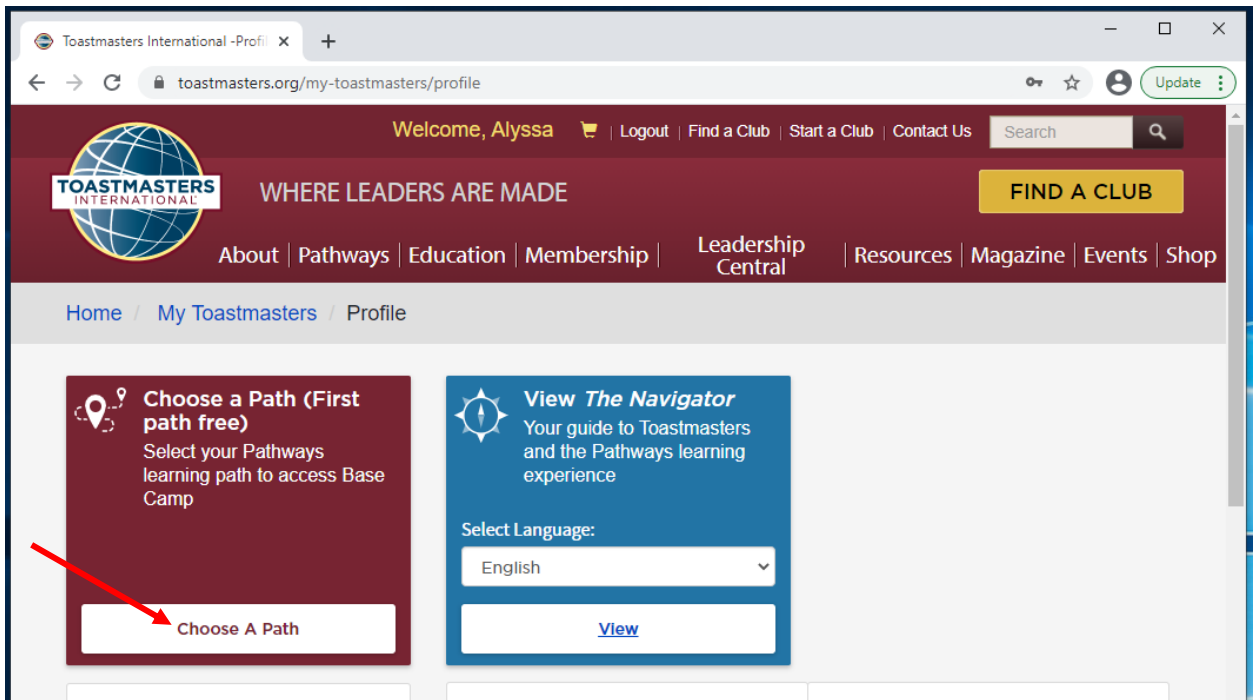 Toastmasters International -Profi
toastmasters.org/my-toastmasters/profile
Update
Welcome, Alyssa | Logout | Find a Club | Start a Club | Contact Us
Search
TOASTMASTERS
INTERNATIONAL
WHERE LEADERS ARE MADE
FIND A CLUB
About | Pathways | Education | Membership | Leadership Central | Resources | Magazine | Events | Shop
Home / My Toastmasters / Profile
Choose a Path (First
path free)
Select your Pathways
learning path to access Base
Camp
Choose A Path
View The Navigator
Your guide to Toastmasters
and the Pathways learning
experience
Select Language:
English
View